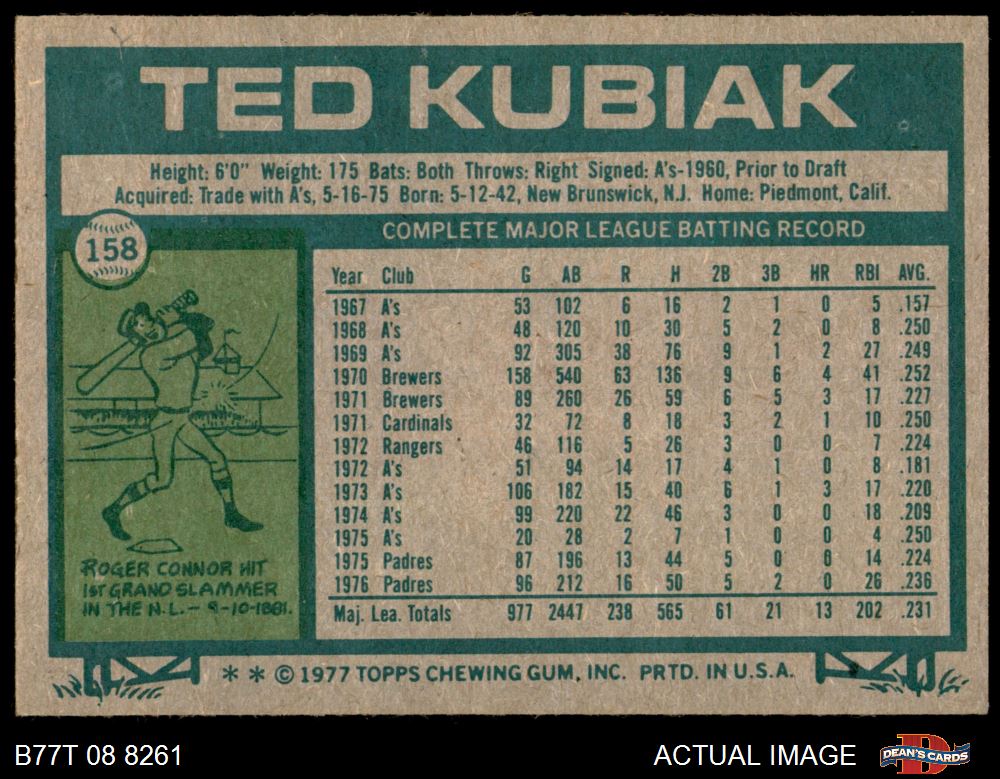 TED KUBIAK
Height: 6'0" Weight: 175 Bats: Both Throws: Right Signed: A's-1960, Prior to Draft
Acquired: Trade with A's, 5-16-75 Born: 5-12-42, New Brunswick, N.J. Home: Piedmont, Calif.
158
COMPLETE MAJOR LEAGUE BATTING RECORD
Year Club G AB R H 2B 3B HR RBI AVG.
1967 A's 53 102 6 16 2 1 0 5 .157
1968 A's 48 120 10 30 5 2 0 8 .250
1969 A's 92 305 38 76 9 1 2 27 .249
1970 Brewers 158 540 63 136 9 6 4 41 .252
1971 Brewers 89 260 26 59 6 5 3 17 .227
1971 Cardinals 32 72 8 18 3 2 1 10 .250
1972 Rangers 46 116 5 26 3 0 0 7 .224
1972 A's 51 94 14 17 4 1 0 8 .181
1973 A's 106 182 15 40 6 1 3 17 .220
1974 A's 99 220 22 46 3 0 0 18 .209
1975 A's 20 28 2 7 1 0 0 4 .250
1975 Padres 87 196 13 44 5 0 0 14 .224
1976 Padres 96 212 16 50 5 2 0 26 .236
Maj. Lea. Totals 977 2447 238 565 61 21 13 202 .231
ROGER CONNOR HIT
1ST GRAND SLAMMER
IN THE N.L. - 9-10-1881.
* * © 1977 TOPPS CHEWING GUM, INC. PRTD. IN U.S.A.
B77T 08 8261
ACTUAL IMAGE
DEAN'S CARDS